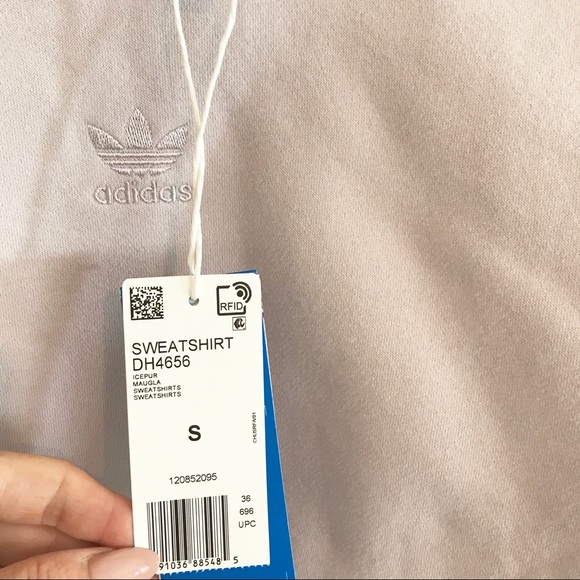 adidas
RFID
SWEATSHIRT
DH4656
ICEPUR
MAUGLA
SWEATSHIRTS
SWEATSHIRTS
S
120852095
36
696
UPC
91036 88548 5